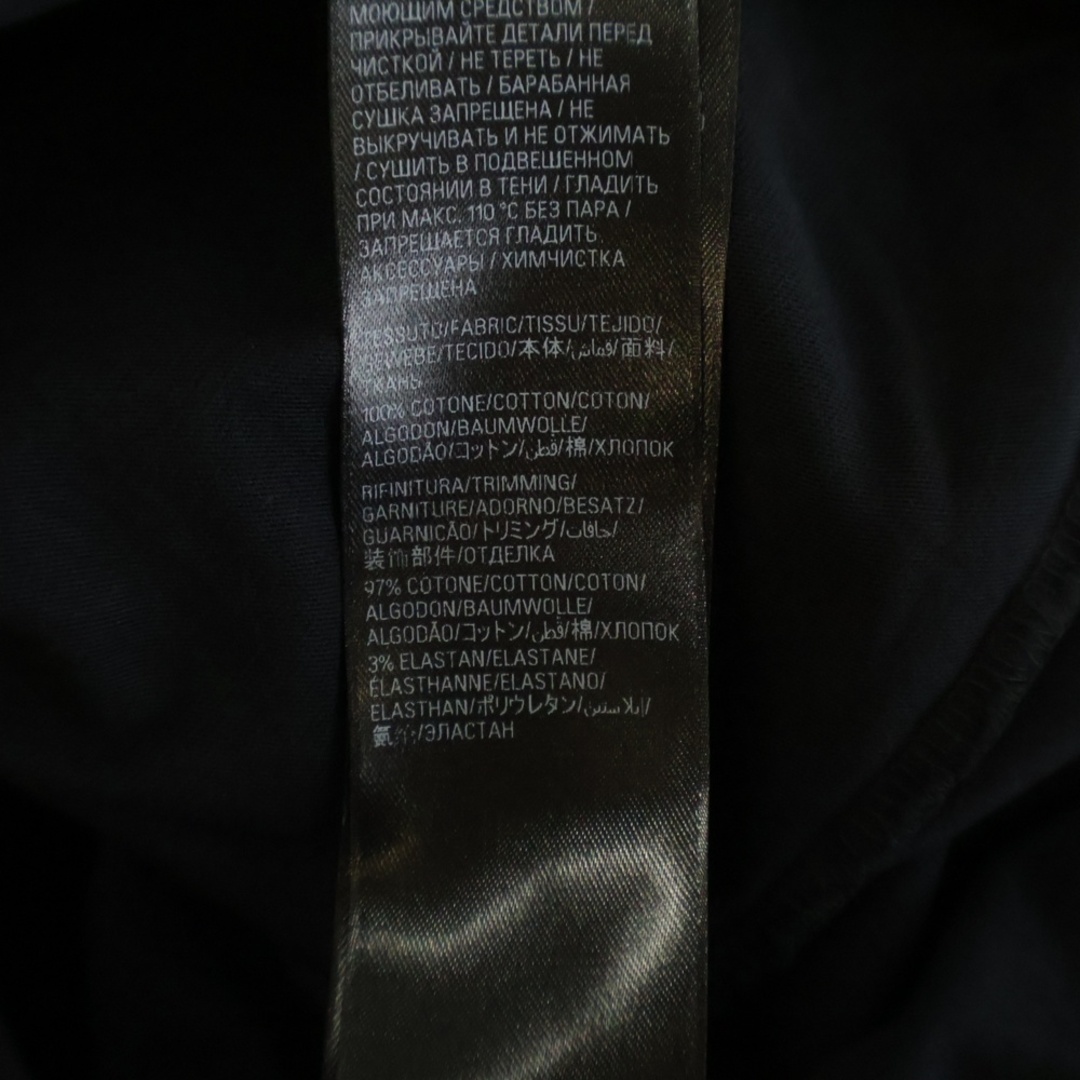 МОЮЩИМ СРЕДСТВОМ /
ПРИКРЫВАЙТЕ ДЕТАЛИ ПЕРЕД
ЧИСТКОЙ / НЕ ТЕРЕТЬ / НЕ
ОТБЕЛИВАТЬ / БАРАБАННАЯ
СУШКА ЗАПРЕЩЕНА / НЕ
ВЫКРУЧИВАТЬ И НЕ ОТЖИМАТЬ
/ СУШИТЬ В ПОДВЕШЕННОМ
СОСТОЯНИИ В ТЕНИ / ГЛАДИТЬ
ПРИ МАКС. 110 °C БЕЗ ПАРА /
ЗАПРЕЩАЕТСЯ ГЛАДИТЬ
АКСЕССУАРЫ / ХИМЧИСТКА
ЗАПРЕЩЕНА
TESSUTO/FABRIC/TISSU/TEJIDO/
GEWEBE/TECIDO/本体/قماش/面料/
ТКАНЬ
100% COTONE/COTTON/COTON/
ALGODON/BAUMWOLLE/
ALGODÃO/コットン/قطن/棉/ХЛОПОК
RIFINITURA/TRIMMING/
GARNITURE/ADORNO/BESATZ/
GUARNICÃO/トリミング/حافات/
装饰部件/ОТДЕЛКА
97% COTONE/COTTON/COTON/
ALGODON/BAUMWOLLE/
ALGODÃO/コットン/قطن/棉/ХЛОПОК
3% ELASTAN/ELASTANE/
ÉLASTHANNE/ELASTANO/
ELASTHAN/ポリウレタン/إيلاستين/
氨纶/ЭЛАСТАН